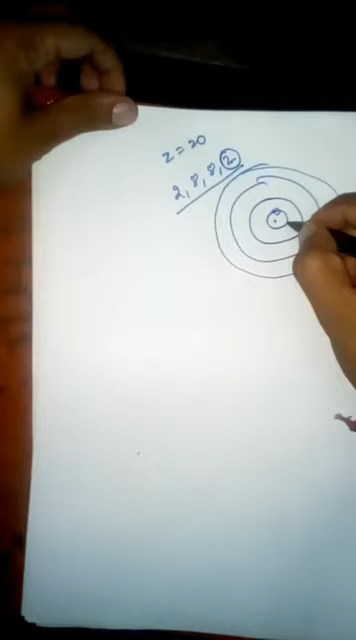 Z = 20
2, 8, 8, 2